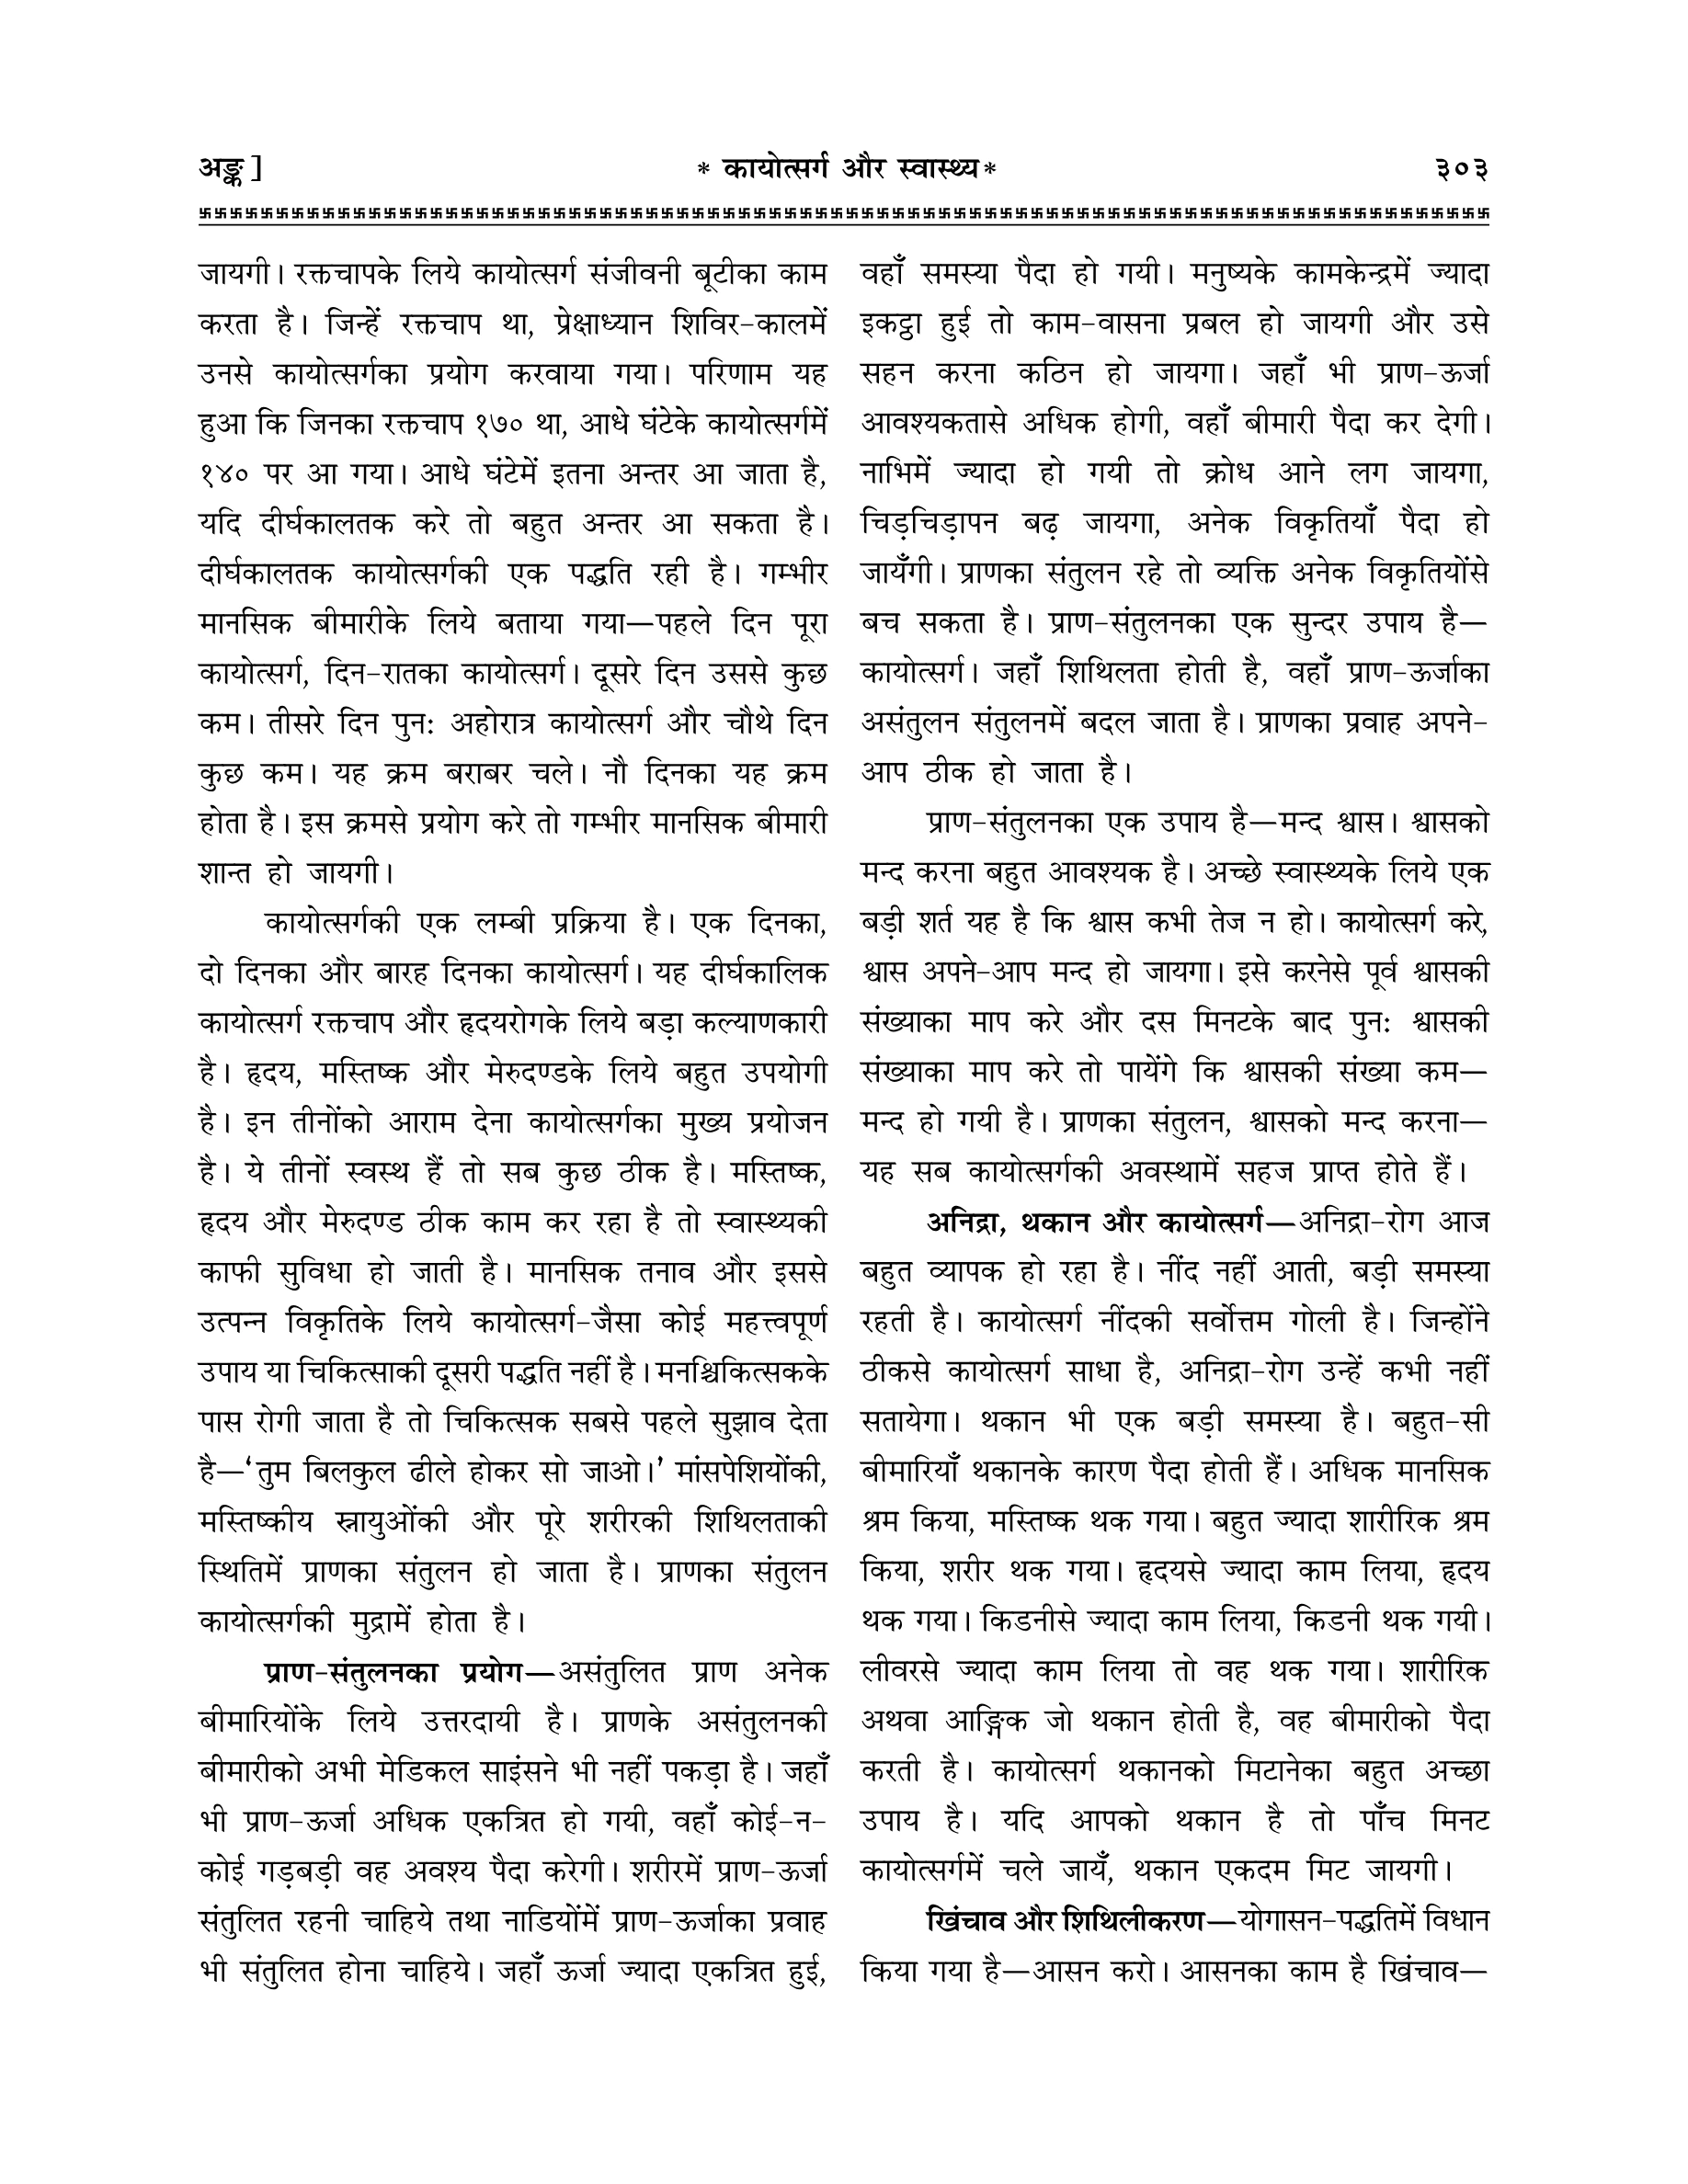 अङ्क ]
* कायोत्सर्ग और स्वास्थ्य *
३०३
जायगी। रक्तचापके लिये कायोत्सर्ग संजीवनी बूटीका काम
करता है। जिन्हें रक्तचाप था, प्रेक्षाध्यान शिविर-कालमें
उनसे कायोत्सर्गका प्रयोग करवाया गया। परिणाम यह
हुआ कि जिनका रक्तचाप १७० था, आधे घंटेके कायोत्सर्गमें
१४० पर आ गया। आधे घंटेमें इतना अन्तर आ जाता है,
यदि दीर्घकालतक करे तो बहुत अन्तर आ सकता है।
दीर्घकालतक कायोत्सर्गकी एक पद्धति रही है। गम्भीर
मानसिक बीमारीके लिये बताया गया—पहले दिन पूरा
कायोत्सर्ग, दिन-रातका कायोत्सर्ग। दूसरे दिन उससे कुछ
कम। तीसरे दिन पुनः अहोरात्र कायोत्सर्ग और चौथे दिन
कुछ कम। यह क्रम बराबर चले। नौ दिनका यह क्रम
होता है। इस क्रमसे प्रयोग करे तो गम्भीर मानसिक बीमारी
शान्त हो जायगी।
कायोत्सर्गकी एक लम्बी प्रक्रिया है। एक दिनका,
दो दिनका और बारह दिनका कायोत्सर्ग। यह दीर्घकालिक
कायोत्सर्ग रक्तचाप और हृदयरोगके लिये बड़ा कल्याणकारी
है। हृदय, मस्तिष्क और मेरुदण्डके लिये बहुत उपयोगी
है। इन तीनोंको आराम देना कायोत्सर्गका मुख्य प्रयोजन
है। ये तीनों स्वस्थ हैं तो सब कुछ ठीक है। मस्तिष्क,
हृदय और मेरुदण्ड ठीक काम कर रहा है तो स्वास्थ्यकी
काफी सुविधा हो जाती है। मानसिक तनाव और इससे
उत्पन्न विकृतिके लिये कायोत्सर्ग-जैसा कोई महत्त्वपूर्ण
उपाय या चिकित्साकी दूसरी पद्धति नहीं है। मनश्चिकित्सकके
पास रोगी जाता है तो चिकित्सक सबसे पहले सुझाव देता
है—‘तुम बिलकुल ढीले होकर सो जाओ।’ मांसपेशियोंकी,
मस्तिष्कीय स्नायुओंकी और पूरे शरीरकी शिथिलताकी
स्थितिमें प्राणका संतुलन हो जाता है। प्राणका संतुलन
कायोत्सर्गकी मुद्रामें होता है।
प्राण-संतुलनका प्रयोग—असंतुलित प्राण अनेक
बीमारियोंके लिये उत्तरदायी है। प्राणके असंतुलनकी
बीमारीको अभी मेडिकल साइंसने भी नहीं पकड़ा है। जहाँ
भी प्राण-ऊर्जा अधिक एकत्रित हो गयी, वहाँ कोई-न-
कोई गड़बड़ी वह अवश्य पैदा करेगी। शरीरमें प्राण-ऊर्जा
संतुलित रहनी चाहिये तथा नाडियोंमें प्राण-ऊर्जाका प्रवाह
भी संतुलित होना चाहिये। जहाँ ऊर्जा ज्यादा एकत्रित हुई,
वहाँ समस्या पैदा हो गयी। मनुष्यके कामकेन्द्रमें ज्यादा
इकट्ठा हुई तो काम-वासना प्रबल हो जायगी और उसे
सहन करना कठिन हो जायगा। जहाँ भी प्राण-ऊर्जा
आवश्यकतासे अधिक होगी, वहाँ बीमारी पैदा कर देगी।
नाभिमें ज्यादा हो गयी तो क्रोध आने लग जायगा,
चिड़चिड़ापन बढ़ जायगा, अनेक विकृतियाँ पैदा हो
जायँगी। प्राणका संतुलन रहे तो व्यक्ति अनेक विकृतियोंसे
बच सकता है। प्राण-संतुलनका एक सुन्दर उपाय है—
कायोत्सर्ग। जहाँ शिथिलता होती है, वहाँ प्राण-ऊर्जाका
असंतुलन संतुलनमें बदल जाता है। प्राणका प्रवाह अपने-
आप ठीक हो जाता है।
प्राण-संतुलनका एक उपाय है—मन्द श्वास। श्वासको
मन्द करना बहुत आवश्यक है। अच्छे स्वास्थ्यके लिये एक
बड़ी शर्त यह है कि श्वास कभी तेज न हो। कायोत्सर्ग करे,
श्वास अपने-आप मन्द हो जायगा। इसे करनेसे पूर्व श्वासकी
संख्याका माप करे और दस मिनटके बाद पुनः श्वासकी
संख्याका माप करे तो पायेंगे कि श्वासकी संख्या कम—
मन्द हो गयी है। प्राणका संतुलन, श्वासको मन्द करना—
यह सब कायोत्सर्गकी अवस्थामें सहज प्राप्त होते हैं।
अनिद्रा, थकान और कायोत्सर्ग—अनिद्रा-रोग आज
बहुत व्यापक हो रहा है। नींद नहीं आती, बड़ी समस्या
रहती है। कायोत्सर्ग नींदकी सर्वोत्तम गोली है। जिन्होंने
ठीकसे कायोत्सर्ग साधा है, अनिद्रा-रोग उन्हें कभी नहीं
सतायेगा। थकान भी एक बड़ी समस्या है। बहुत-सी
बीमारियाँ थकानके कारण पैदा होती हैं। अधिक मानसिक
श्रम किया, मस्तिष्क थक गया। बहुत ज्यादा शारीरिक श्रम
किया, शरीर थक गया। हृदयसे ज्यादा काम लिया, हृदय
थक गया। किडनीसे ज्यादा काम लिया, किडनी थक गयी।
लीवरसे ज्यादा काम लिया तो वह थक गया। शारीरिक
अथवा आङ्गिक जो थकान होती है, वह बीमारीको पैदा
करती है। कायोत्सर्ग थकानको मिटानेका बहुत अच्छा
उपाय है। यदि आपको थकान है तो पाँच मिनट
कायोत्सर्गमें चले जायँ, थकान एकदम मिट जायगी।
खिंचाव और शिथिलीकरण—योगासन-पद्धतिमें विधान
किया गया है—आसन करो। आसनका काम है खिंचाव—